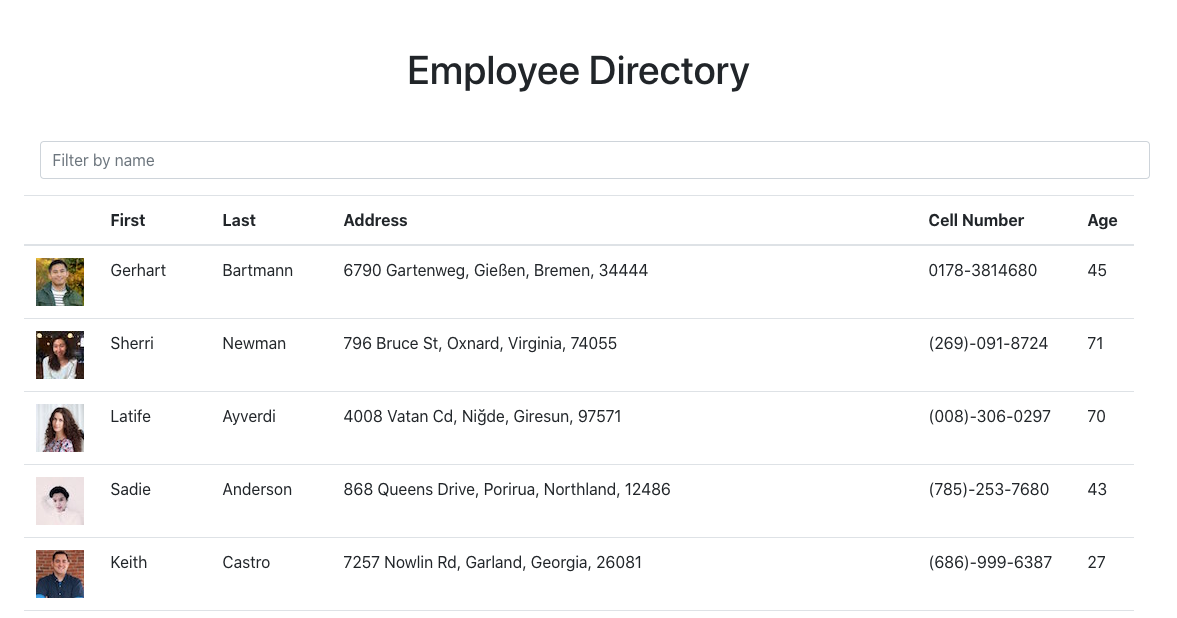 Employee Directory
Filter by name
First Last Address Cell Number Age
Gerhart Bartmann 6790 Gartenweg, Gießen, Bremen, 34444 0178-3814680 45
Sherri Newman 796 Bruce St, Oxnard, Virginia, 74055 (269)-091-8724 71
Latife Ayverdi 4008 Vatan Cd, Niğde, Giresun, 97571 (008)-306-0297 70
Sadie Anderson 868 Queens Drive, Porirua, Northland, 12486 (785)-253-7680 43
Keith Castro 7257 Nowlin Rd, Garland, Georgia, 26081 (686)-999-6387 27